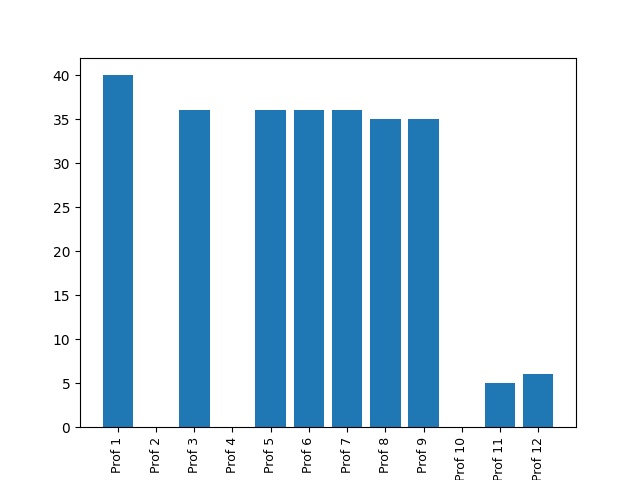 40
35
30
25
20
15
10
5
0
Prof 1
Prof 2
Prof 3
Prof 4
Prof 5
Prof 6
Prof 7
Prof 8
Prof 9
Prof 10
Prof 11
Prof 12